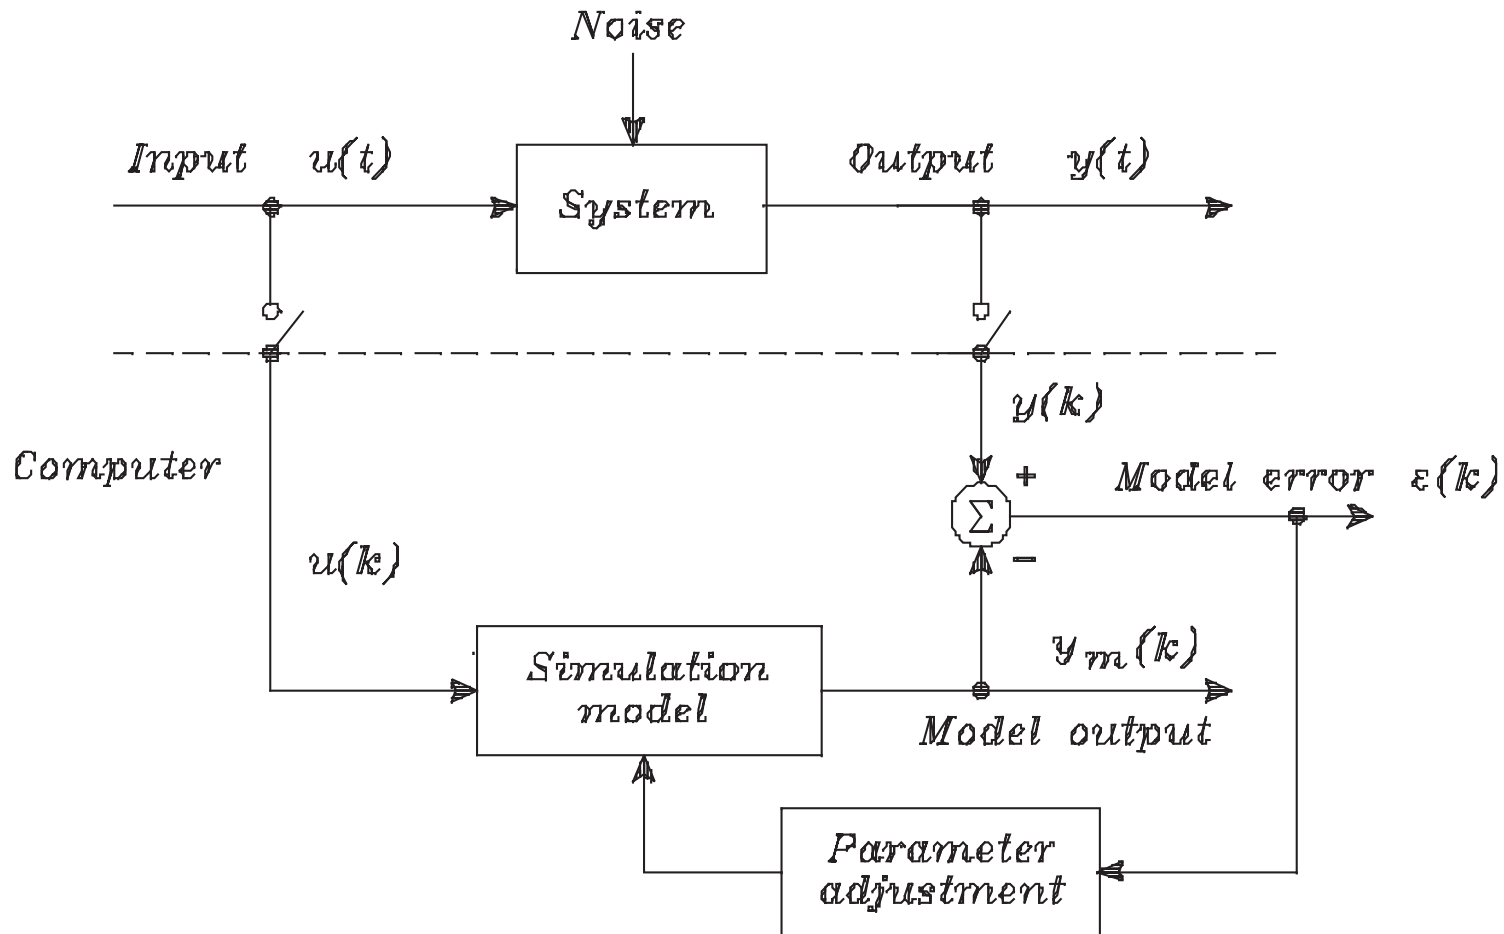 Noise
Input u(t)
Output y(t)
System
y(k)
Computer
+
Model error ε(k)
Σ
u(k)
−
y_m(k)
Simulation
model
Model output
Parameter
adjustment